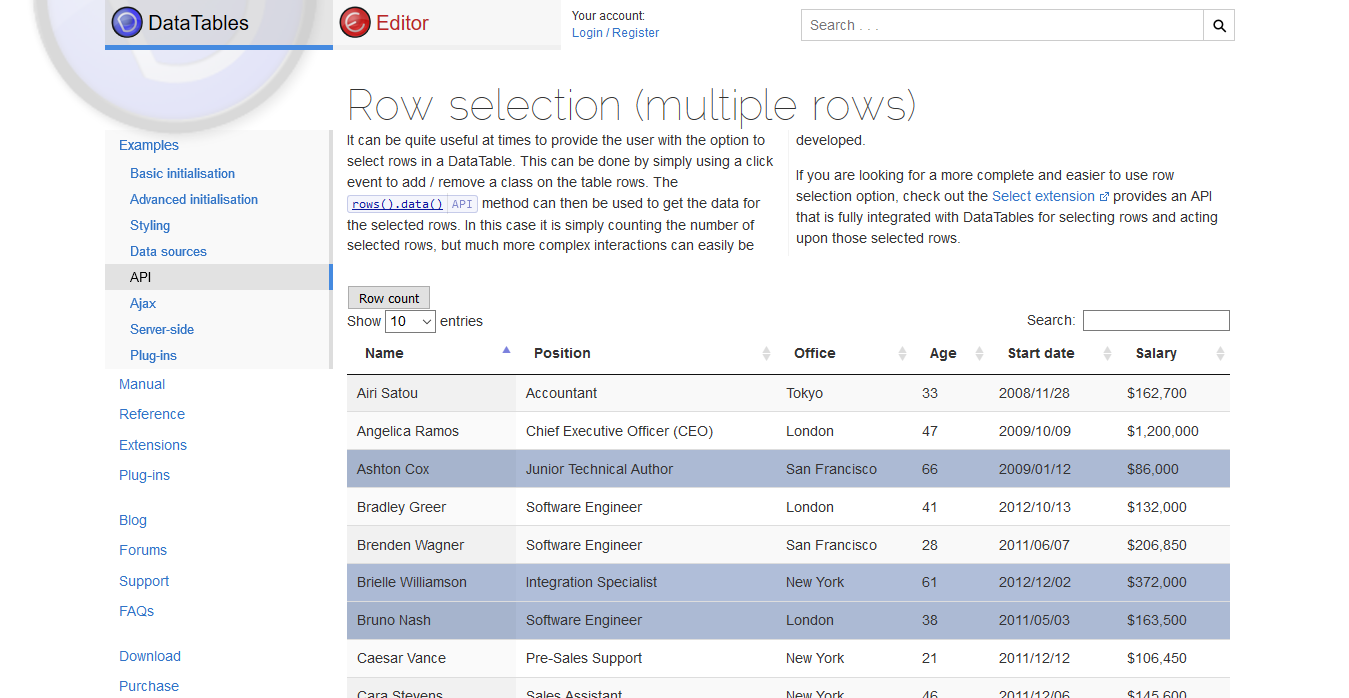 DataTables
Editor
Your account:
Login / Register
Search . . .
Row selection (multiple rows)
Examples
Basic initialisation
Advanced initialisation
Styling
Data sources
API
Ajax
Server-side
Plug-ins
Manual
Reference
Extensions
Plug-ins
Blog
Forums
Support
FAQs
Download
Purchase
It can be quite useful at times to provide the user with the option to
select rows in a DataTable. This can be done by simply using a click
event to add / remove a class on the table rows. The
rows().data() API method can then be used to get the data for
the selected rows. In this case it is simply counting the number of
selected rows, but much more complex interactions can easily be
developed.
If you are looking for a more complete and easier to use row
selection option, check out the Select extension provides an API
that is fully integrated with DataTables for selecting rows and acting
upon those selected rows.
Row count
Show 10 entries
Search:
Name Position Office Age Start date Salary
Airi Satou Accountant Tokyo 33 2008/11/28 $162,700
Angelica Ramos Chief Executive Officer (CEO) London 47 2009/10/09 $1,200,000
Ashton Cox Junior Technical Author San Francisco 66 2009/01/12 $86,000
Bradley Greer Software Engineer London 41 2012/10/13 $132,000
Brenden Wagner Software Engineer San Francisco 28 2011/06/07 $206,850
Brielle Williamson Integration Specialist New York 61 2012/12/02 $372,000
Bruno Nash Software Engineer London 38 2011/05/03 $163,500
Caesar Vance Pre-Sales Support New York 21 2011/12/12 $106,450
Cara Stevens Sales Assistant New York 46 2011/12/06 $145,600